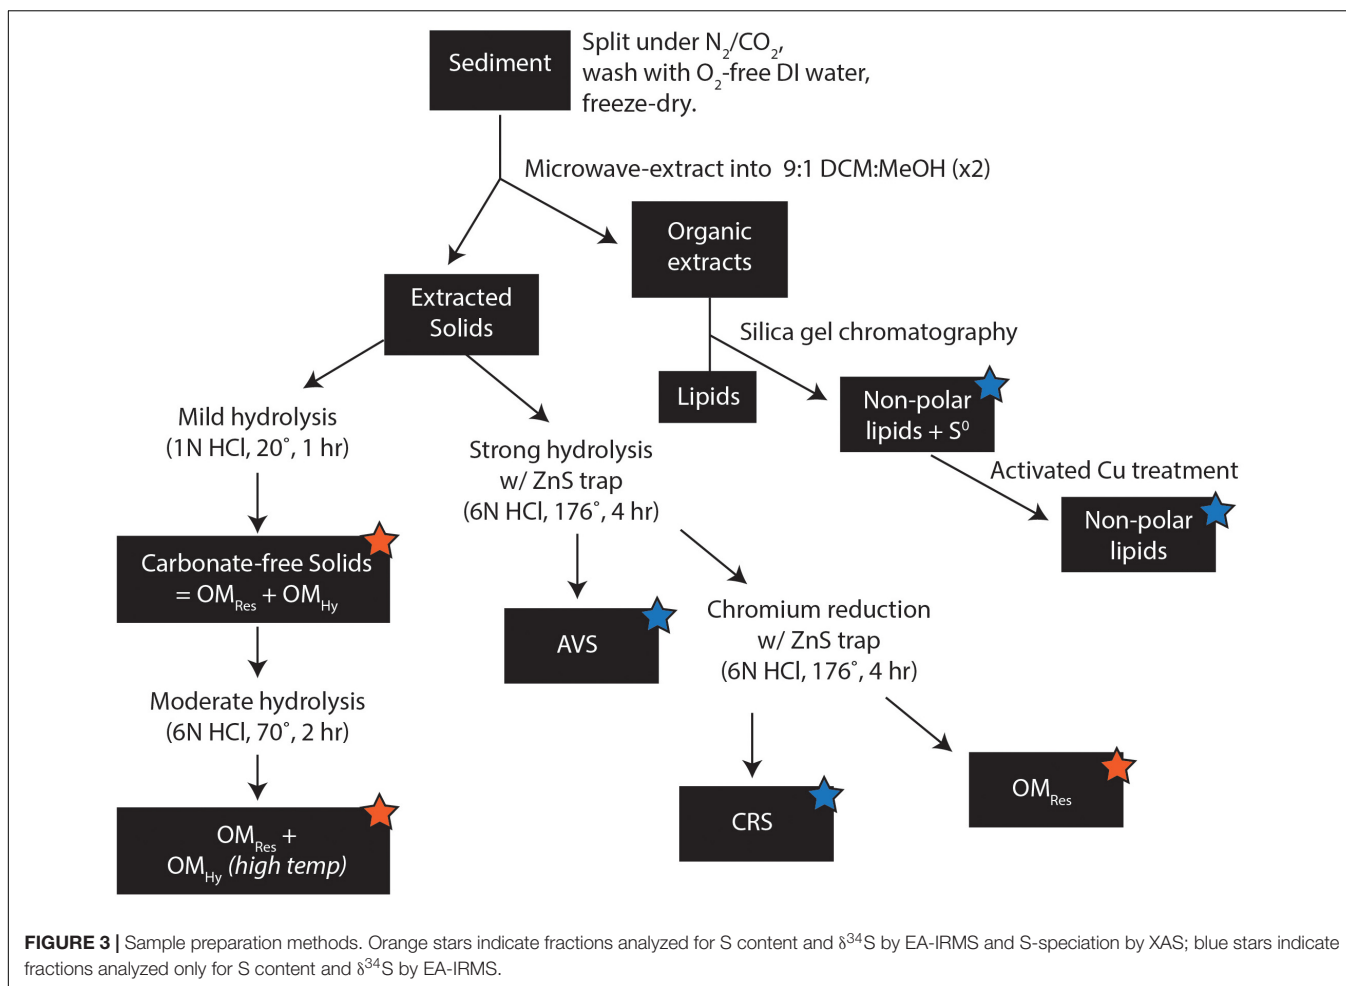 Sediment
Split under N₂/CO₂,
wash with O₂-free DI water,
freeze-dry.
Microwave-extract into 9:1 DCM:MeOH (x2)
Organic
extracts
Extracted
Solids
Silica gel chromatography
Lipids
Non-polar
lipids + S⁰
Activated Cu treatment
Non-polar
lipids
Mild hydrolysis
(1N HCl, 20˚, 1 hr)
Strong hydrolysis
w/ ZnS trap
(6N HCl, 176˚, 4 hr)
Carbonate-free Solids
= OM_Res + OM_Hy
AVS
Chromium reduction
w/ ZnS trap
(6N HCl, 176˚, 4 hr)
Moderate hydrolysis
(6N HCl, 70˚, 2 hr)
OM_Res +
OM_Hy (high temp)
CRS
OM_Res
FIGURE 3 | Sample preparation methods. Orange stars indicate fractions analyzed for S content and δ³⁴S by EA-IRMS and S-speciation by XAS; blue stars indicate
fractions analyzed only for S content and δ³⁴S by EA-IRMS.